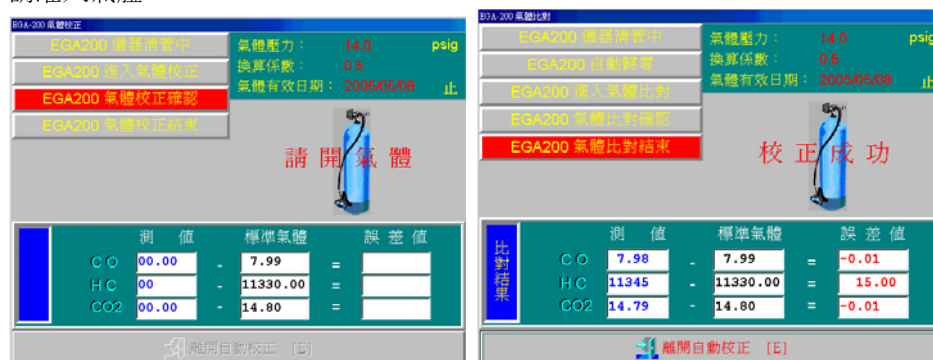 EGA-200 氣體校正
EGA200 儀器清管中
EGA200 進入氣體校正
EGA200 氣體校正確認
EGA200 氣體校正結束
氣體壓力： 14.0 psig
換算係數： 0.5
氣體有效日期： 2005/05/08 止
請開氣體
測 值 標準氣體 誤差值
CO 00.00 - 7.99 =
HC 00 - 11330.00 =
CO2 00.00 - 14.80 =
離開自動校正 [E]
EGA-200 氣體比對
EGA200 儀器清管中
EGA200 自動歸零
EGA200 進入氣體比對
EGA200 氣體比對確認
EGA200 氣體比對結束
氣體壓力： 14.0 psig
換算係數： 0.5
氣體有效日期： 2005/05/08 止
校正成功
比對結果
測 值 標準氣體 誤差值
CO 7.98 - 7.99 = -0.01
HC 11345 - 11330.00 = 15.00
CO2 14.79 - 14.80 = -0.01
離開自動校正 [E]